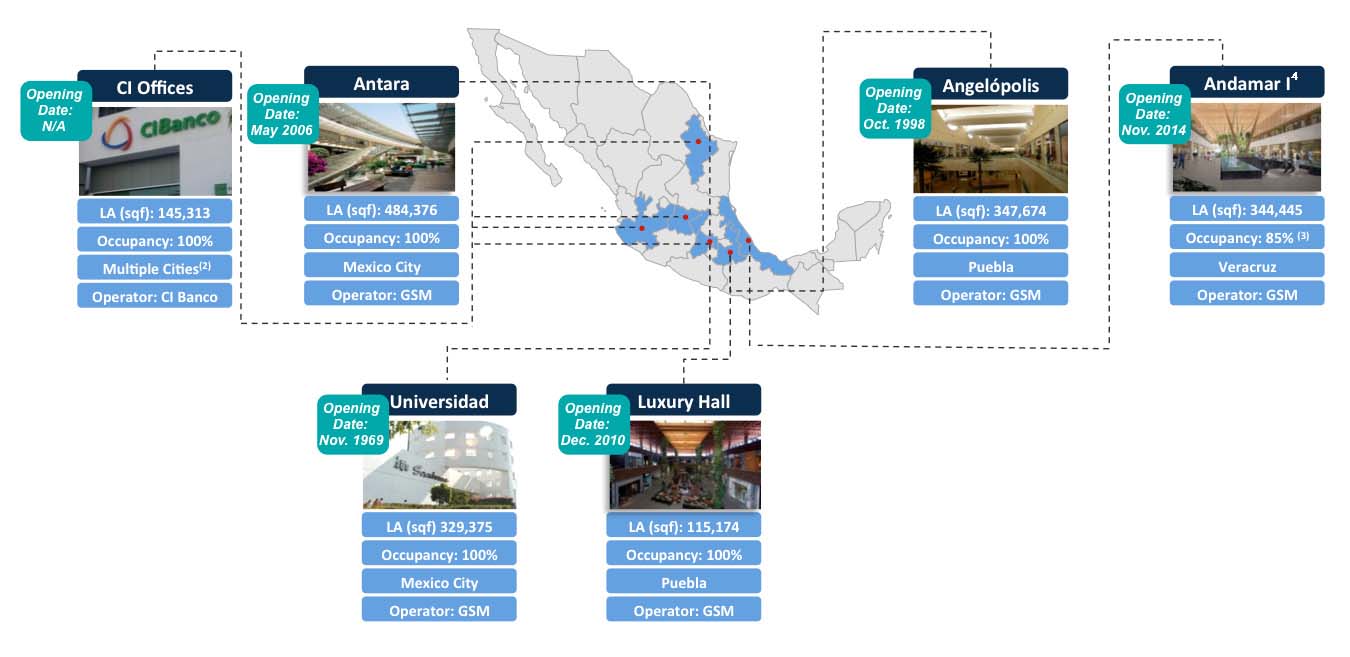 CI Offices
Opening
Date:
N/A
CIBanco
LA (sqf): 145,313
Occupancy: 100%
Multiple Cities(2)
Operator: CI Banco
Antara
Opening
Date:
May 2006
LA (sqf): 484,376
Occupancy: 100%
Mexico City
Operator: GSM
Angelópolis
Opening
Date:
Oct. 1998
LA (sqf): 347,674
Occupancy: 100%
Puebla
Operator: GSM
Andamar I4
Opening
Date:
Nov. 2014
LA (sqf): 344,445
Occupancy: 85% (3)
Veracruz
Operator: GSM
Universidad
Opening
Date:
Nov. 1969
LA (sqf) 329,375
Occupancy: 100%
Mexico City
Operator: GSM
Luxury Hall
Opening
Date:
Dec. 2010
LA (sqf): 115,174
Occupancy: 100%
Puebla
Operator: GSM